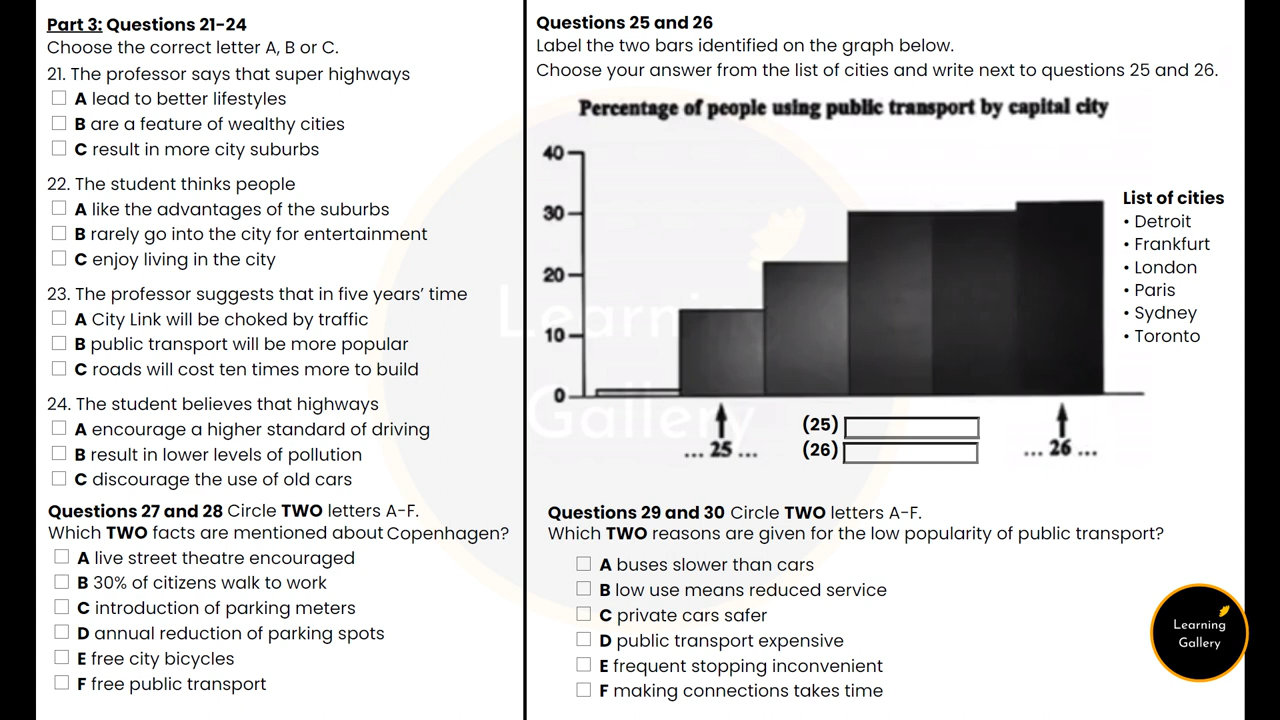 Part 3: Questions 21-24
Choose the correct letter A, B or C.
21. The professor says that super highways
A lead to better lifestyles
B are a feature of wealthy cities
C result in more city suburbs
22. The student thinks people
A like the advantages of the suburbs
B rarely go into the city for entertainment
C enjoy living in the city
23. The professor suggests that in five years’ time
A City Link will be choked by traffic
B public transport will be more popular
C roads will cost ten times more to build
24. The student believes that highways
A encourage a higher standard of driving
B result in lower levels of pollution
C discourage the use of old cars
Questions 27 and 28 Circle TWO letters A-F.
Which TWO facts are mentioned about Copenhagen?
A live street theatre encouraged
B 30% of citizens walk to work
C introduction of parking meters
D annual reduction of parking spots
E free city bicycles
F free public transport
Questions 25 and 26
Label the two bars identified on the graph below.
Choose your answer from the list of cities and write next to questions 25 and 26.
Percentage of people using public transport by capital city
40
30
20
10
0
... 25 ...
... 26 ...
(25)
(26)
List of cities
• Detroit
• Frankfurt
• London
• Paris
• Sydney
• Toronto
Questions 29 and 30 Circle TWO letters A-F.
Which TWO reasons are given for the low popularity of public transport?
A buses slower than cars
B low use means reduced service
C private cars safer
D public transport expensive
E frequent stopping inconvenient
F making connections takes time
Learning
Gallery
Learning
Gallery